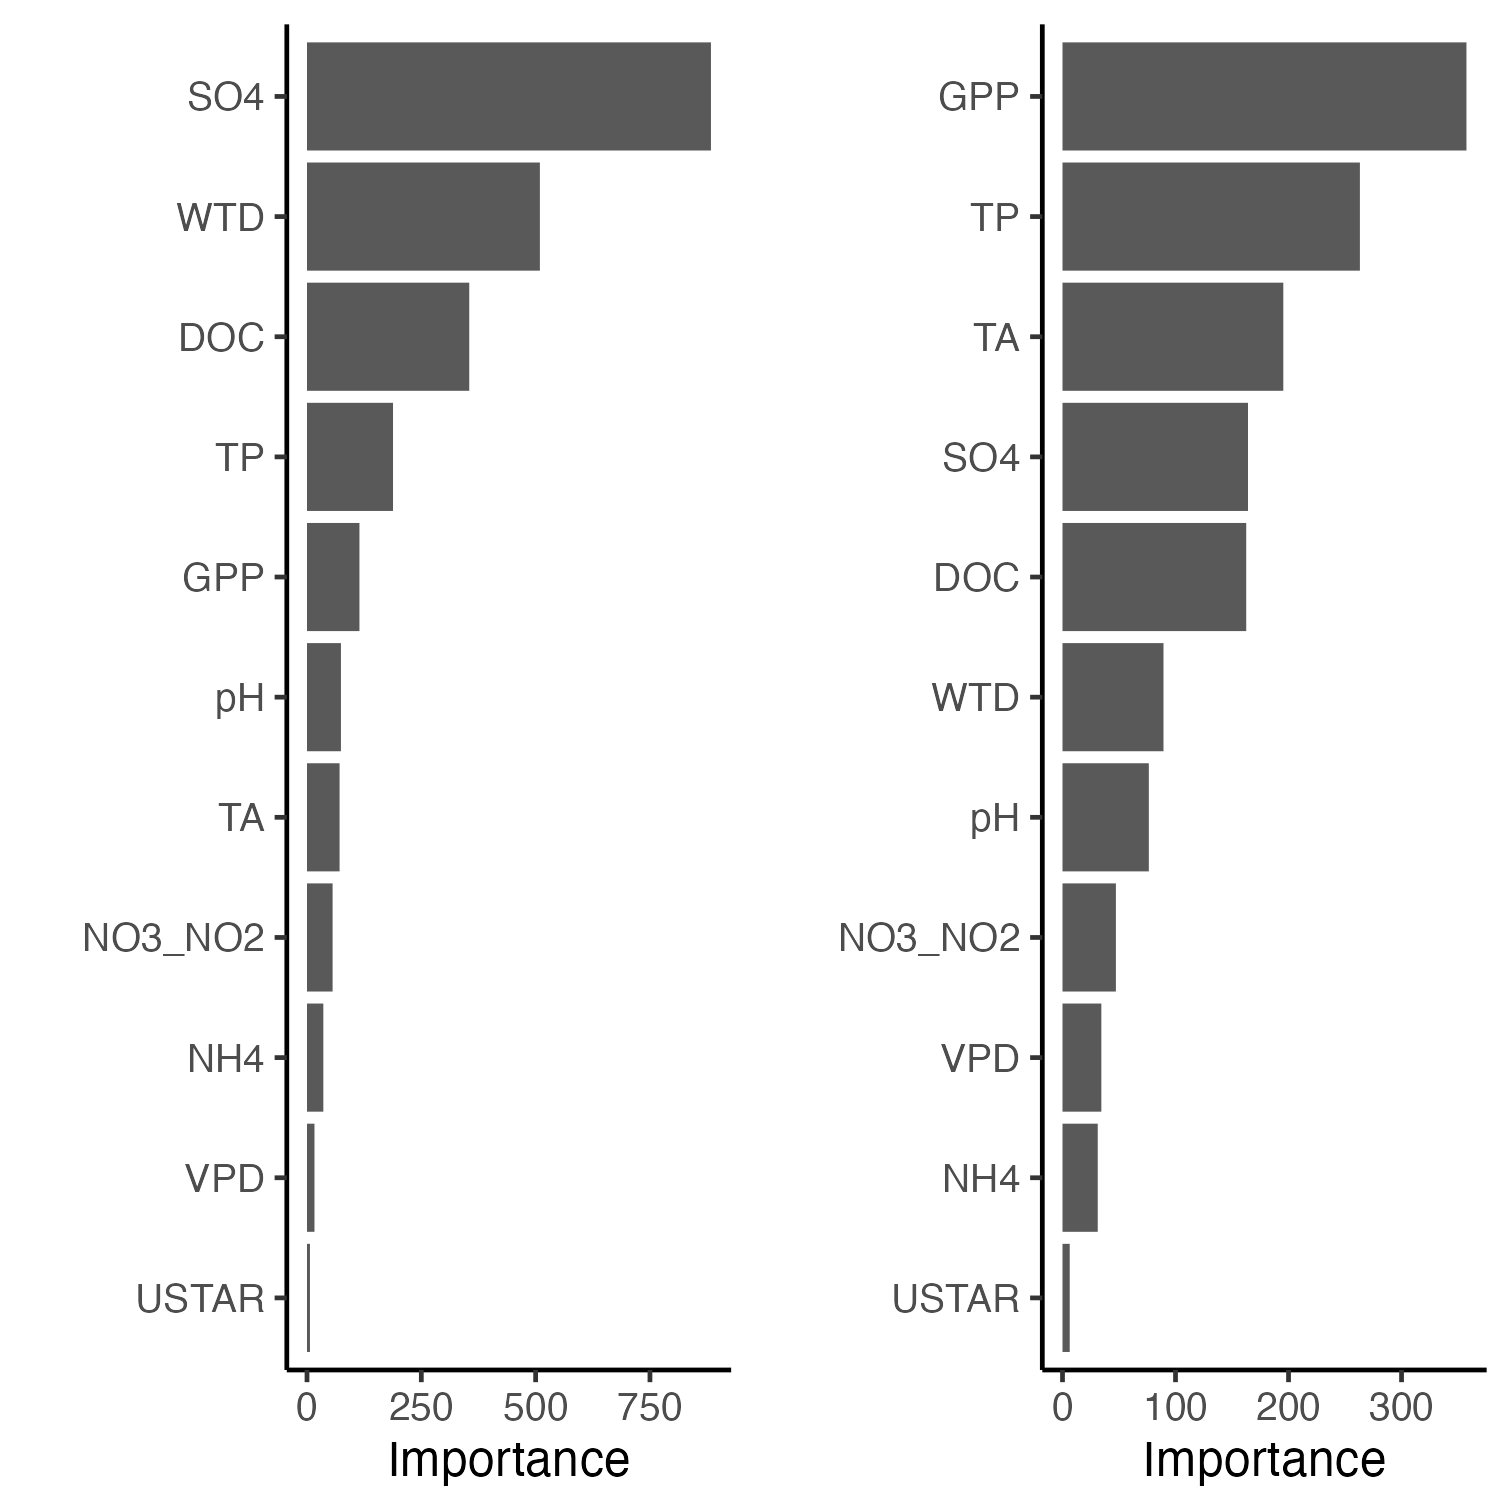 SO4
WTD
DOC
TP
GPP
pH
TA
NO3_NO2
NH4
VPD
USTAR
0 250 500 750
Importance
GPP
TP
TA
SO4
DOC
WTD
pH
NO3_NO2
VPD
NH4
USTAR
0 100 200 300
Importance